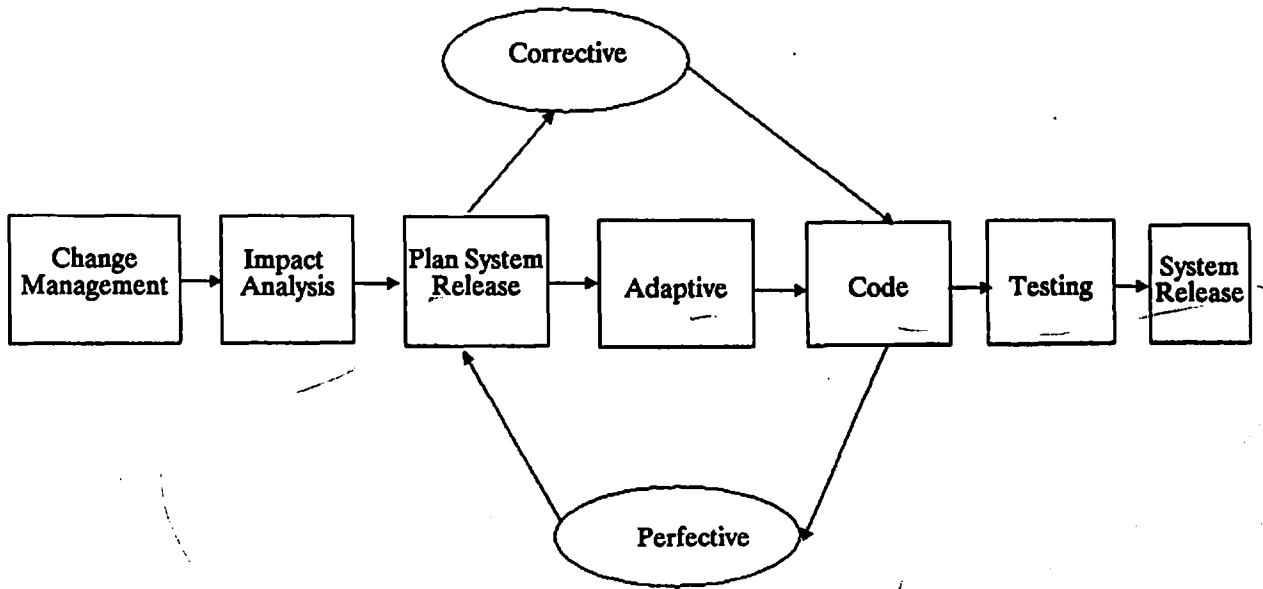 Corrective
Change
Management
Impact
Analysis
Plan System
Release
Adaptive
Code
Testing
System
Release
Perfective